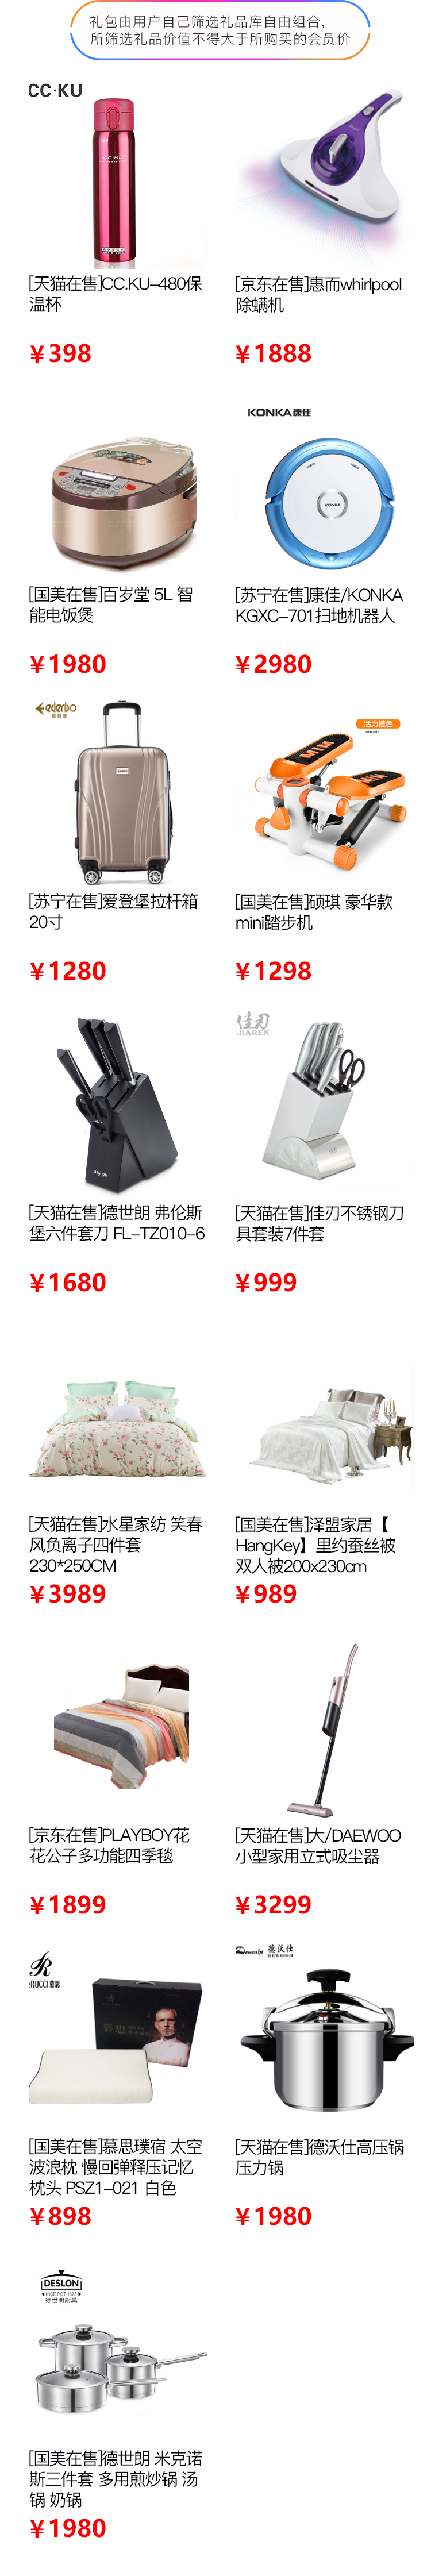 礼包由用户自己筛选礼品库自由组合，
所筛选礼品价值不得大于所购买的会员价
CC·KU
CC·KU
[天猫在售]CC.KU-480保
温杯
¥398
[京东在售]惠而whirlpool
除螨机
¥1888
[国美在售]百岁堂 5L 智
能电饭煲
¥1980
KONKA康佳
KONKA
[苏宁在售]康佳/KONKA
KGXC-701扫地机器人
¥2980
ederbo
爱登堡
[苏宁在售]爱登堡拉杆箱
20寸
¥1280
活力橙色
[国美在售]硕琪 豪华款
mini踏步机
¥1298
DESLON
[天猫在售]德世朗 弗伦斯
堡六件套刀 FL-TZ010-6
¥1680
佳刃
JIAREN
[天猫在售]佳刃不锈钢刀
具套装7件套
¥999
[天猫在售]水星家纺 笑春
风负离子四件套
230*250CM
¥3989
[国美在售]泽盟家居【
HangKey】里约蚕丝被
双人被200x230cm
¥989
[京东在售]PLAYBOY花
花公子多功能四季毯
¥1899
[天猫在售]大/DAEWOO
小型家用立式吸尘器
¥3299
RUCCI慕思
[国美在售]慕思璞宿 太空
波浪枕 慢回弹释压记忆
枕头 PSZ1-021 白色
¥898
德沃仕
[天猫在售]德沃仕高压锅
压力锅
¥1980
DESLON
德世朗厨具
[国美在售]德世朗 米克诺
斯三件套 多用煎炒锅 汤
锅 奶锅
¥1980